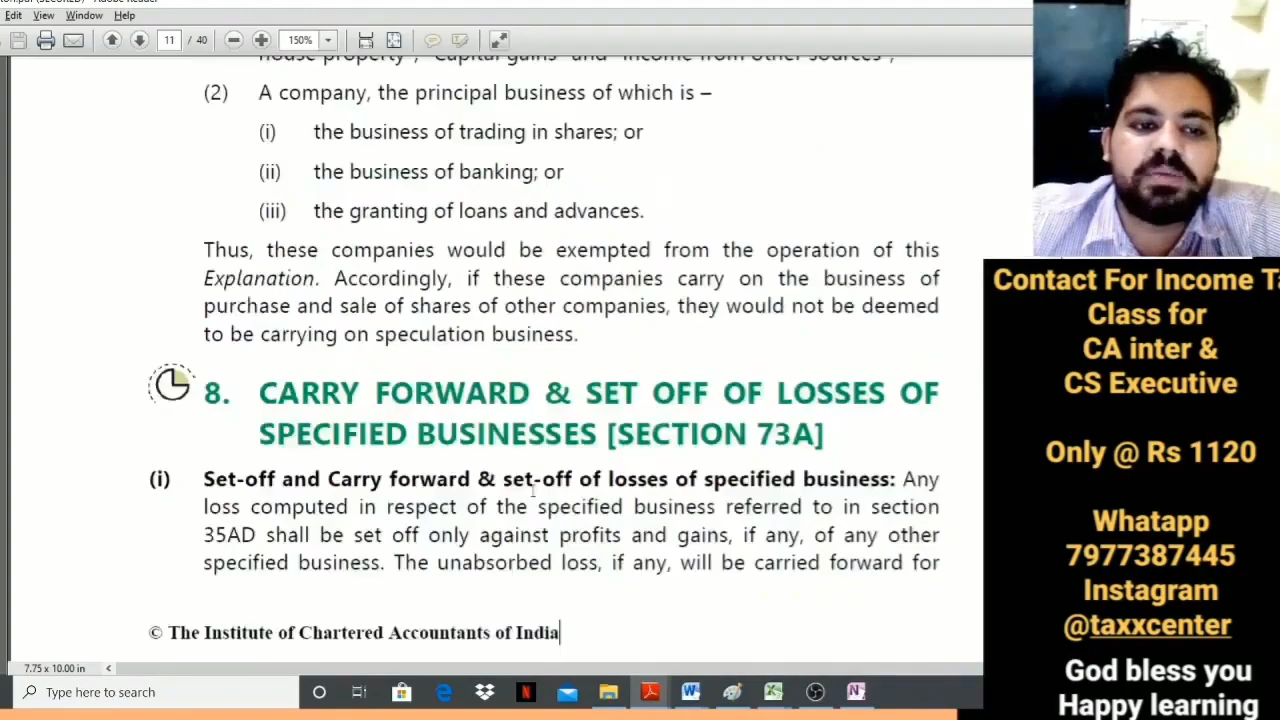 Edit View Window Help
11 / 40 150%
(2) A company, the principal business of which is –
(i) the business of trading in shares; or
(ii) the business of banking; or
(iii) the granting of loans and advances.
Thus, these companies would be exempted from the operation of this
Explanation. Accordingly, if these companies carry on the business of
purchase and sale of shares of other companies, they would not be deemed
to be carrying on speculation business.
8. CARRY FORWARD & SET OFF OF LOSSES OF
SPECIFIED BUSINESSES [SECTION 73A]
(i) Set-off and Carry forward & set-off of losses of specified business: Any
loss computed in respect of the specified business referred to in section
35AD shall be set off only against profits and gains, if any, of any other
specified business. The unabsorbed loss, if any, will be carried forward for
© The Institute of Chartered Accountants of India
7.75 x 10.00 in
Type here to search
Contact For Income Ta
Class for
CA inter &
CS Executive
Only @ Rs 1120
Whatapp
7977387445
Instagram
@taxxcenter
God bless you
Happy learning